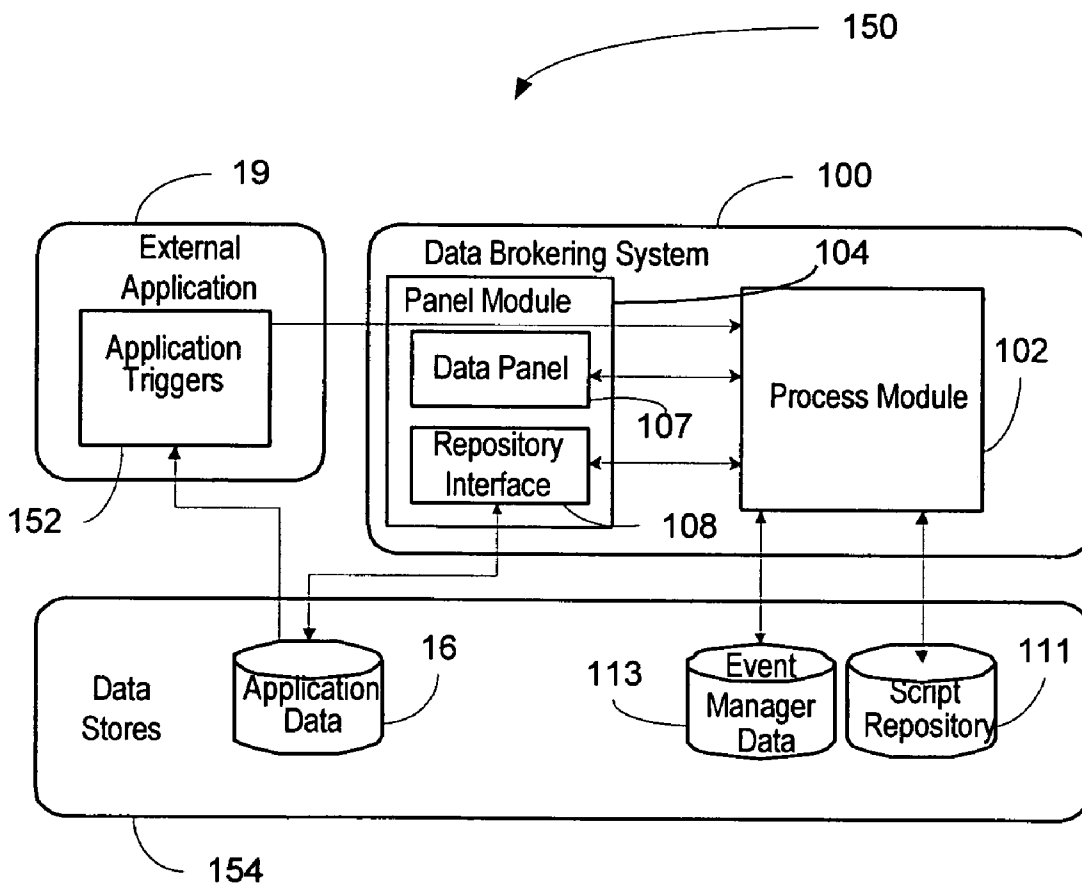 150
19
100
External
Application
Data Brokering System
104
Panel Module
Application
Triggers
Data Panel
107
Process Module
102
Repository
Interface
108
152
Data
Stores
16
Application
Data
113
Event
Manager
Data
111
Script
Repository
154